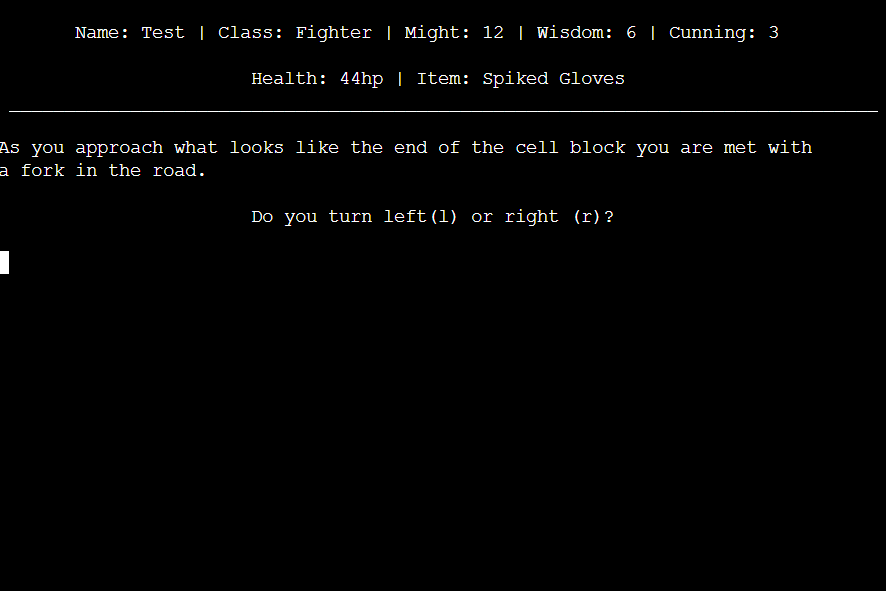 Name: Test | Class: Fighter | Might: 12 | Wisdom: 6 | Cunning: 3
Health: 44hp | Item: Spiked Gloves
As you approach what looks like the end of the cell block you are met with
a fork in the road.
Do you turn left(l) or right (r)?